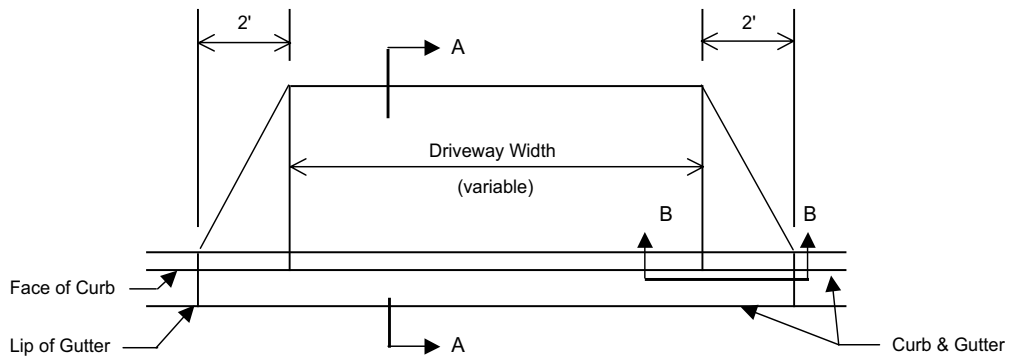 2'
2'
A
Driveway Width
(variable)
B
B
Face of Curb
Lip of Gutter
A
Curb & Gutter